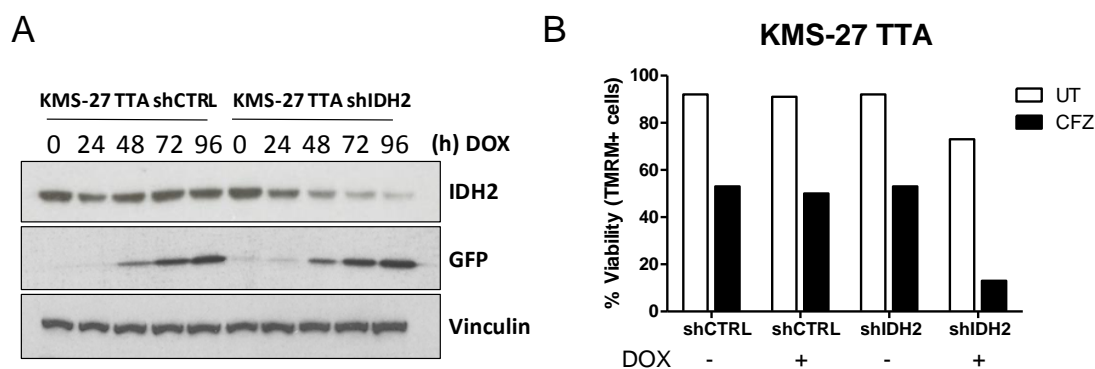 A
KMS-27 TTA shCTRL KMS-27 TTA shIDH2
0 24 48 72 96 0 24 48 72 96 (h) DOX
IDH2
GFP
Vinculin
B
KMS-27 TTA
% Viability (TMRM+ cells)
100
80
60
40
20
0
UT
CFZ
shCTRL shCTRL shIDH2 shIDH2
DOX - + - +